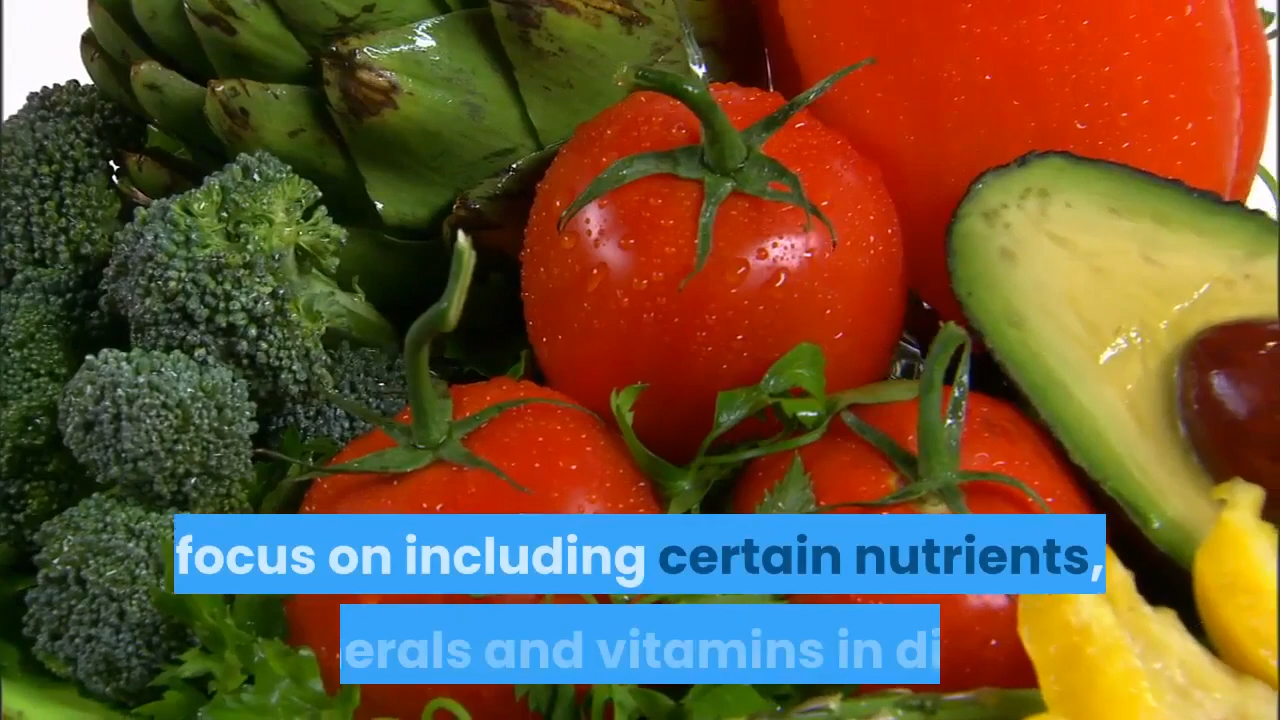 focus on including certain nutrients,
erals and vitamins in di